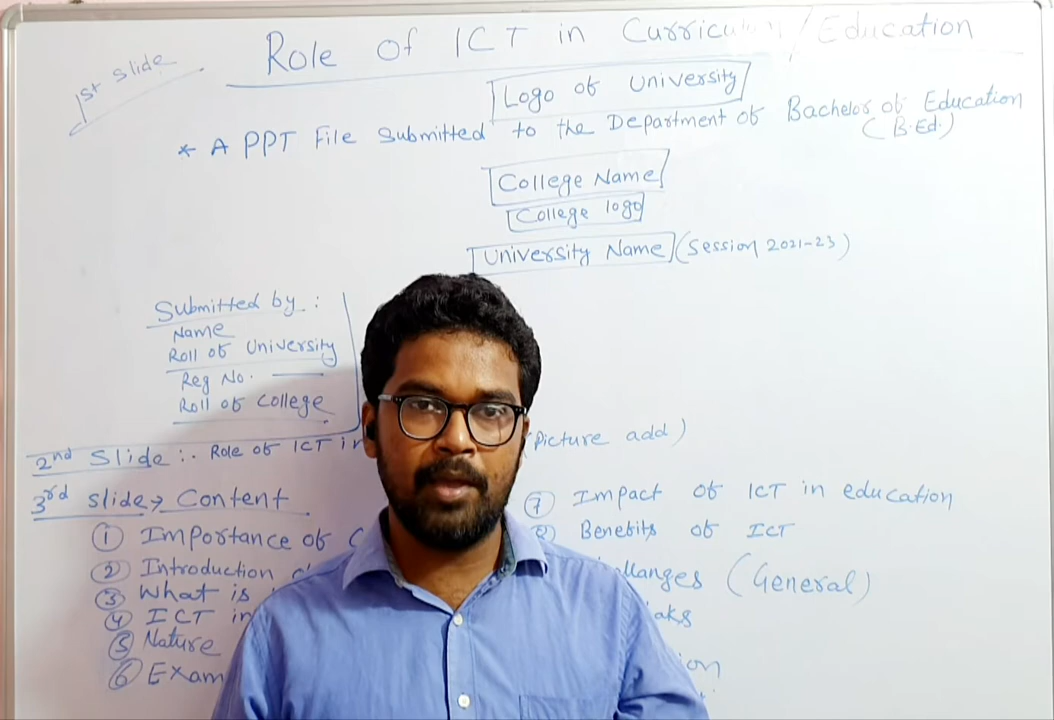 1st slide
Role of ICT in Curriculum / Education
Logo of University
* A PPT File Submitted to the Department of Bachelor of Education
(B.Ed.)
College Name
College logo
University Name (Session 2021-23)
Submitted by :
Name
Roll of University
Reg No.
Roll of College
2nd Slide :- Role of ICT in
(Picture add)
3rd slide → Content
① Importance of
② Introduction
③ What is
④ ICT in
⑤ Nature
⑥ Exam
⑦ Impact of ICT in education
⑧ Benefits of ICT
llanges (General)